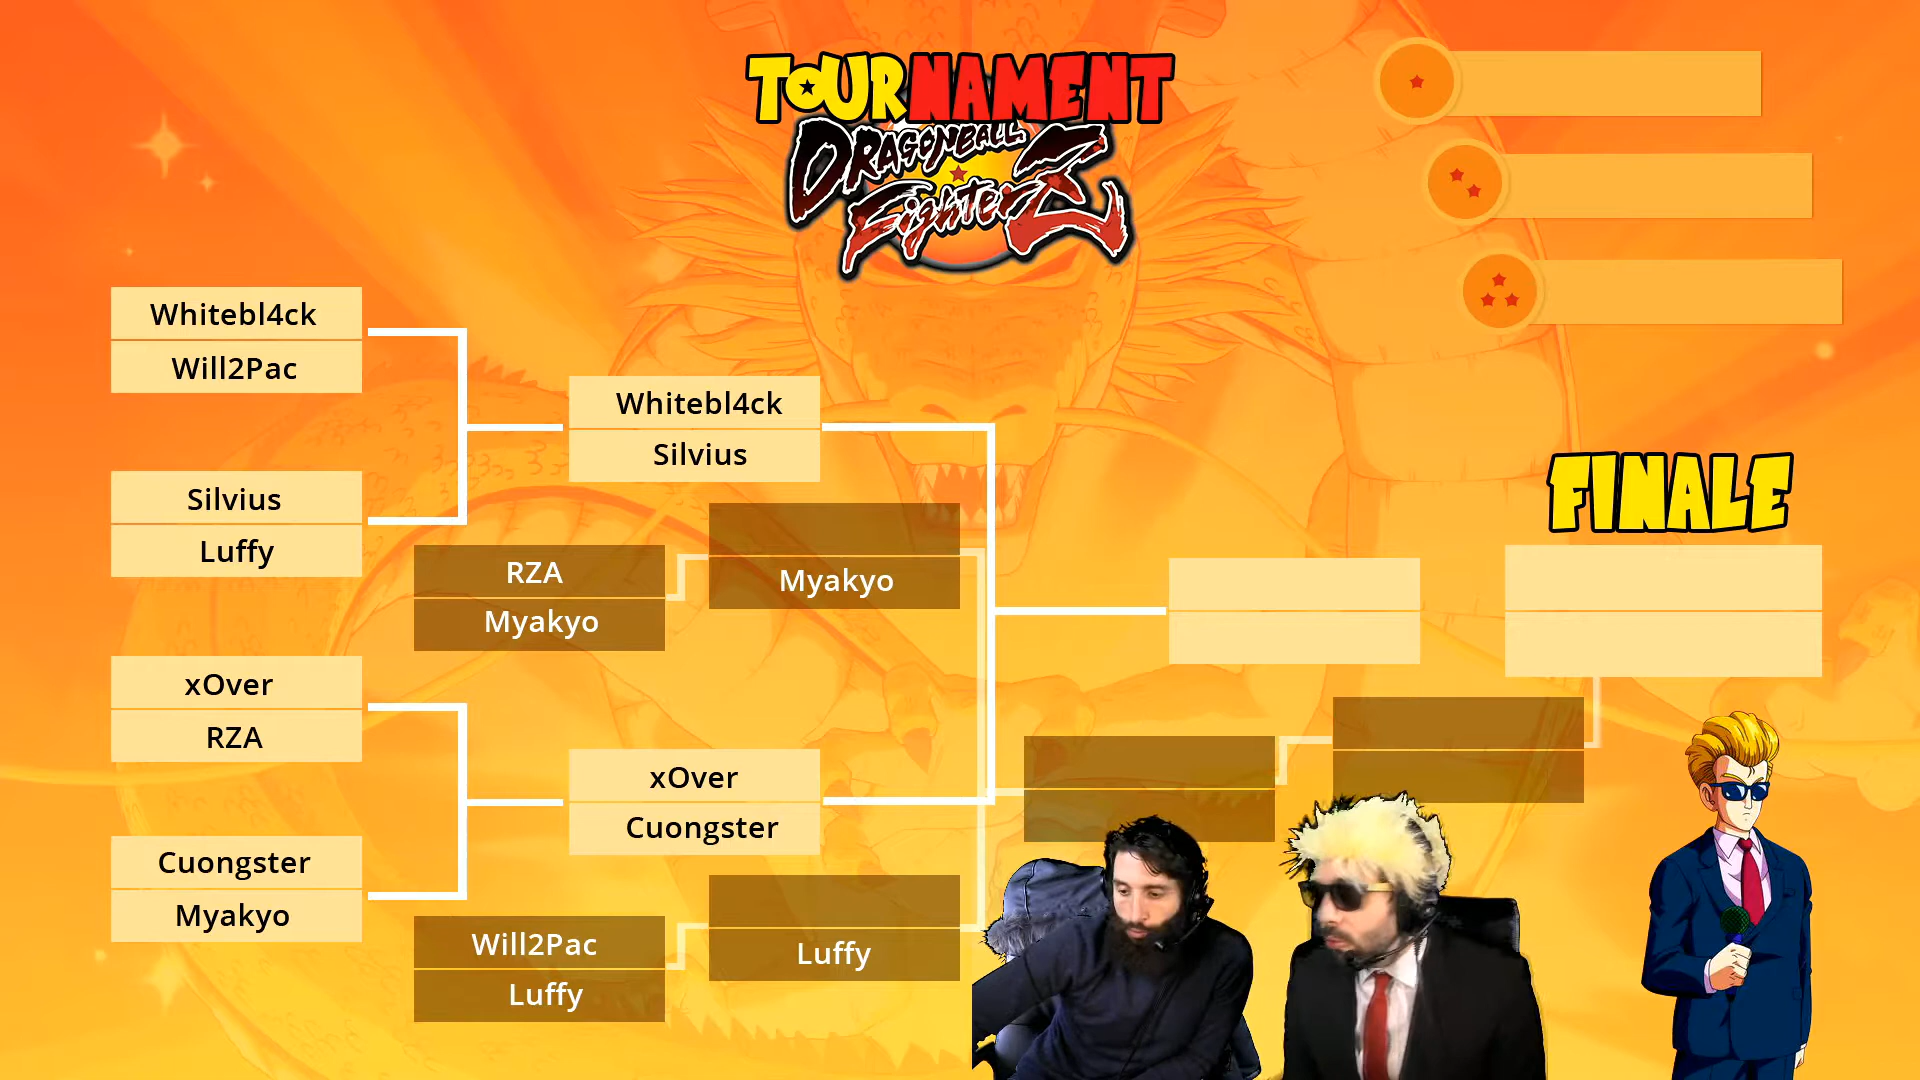 TOURNAMENT
DRAGONBALL
FighterZ
Whitebl4ck
Will2Pac
Silvius
Luffy
xOver
RZA
Cuongster
Myakyo
Whitebl4ck
Silvius
RZA
Myakyo
Myakyo
xOver
Cuongster
Will2Pac
Luffy
Luffy
FINALE